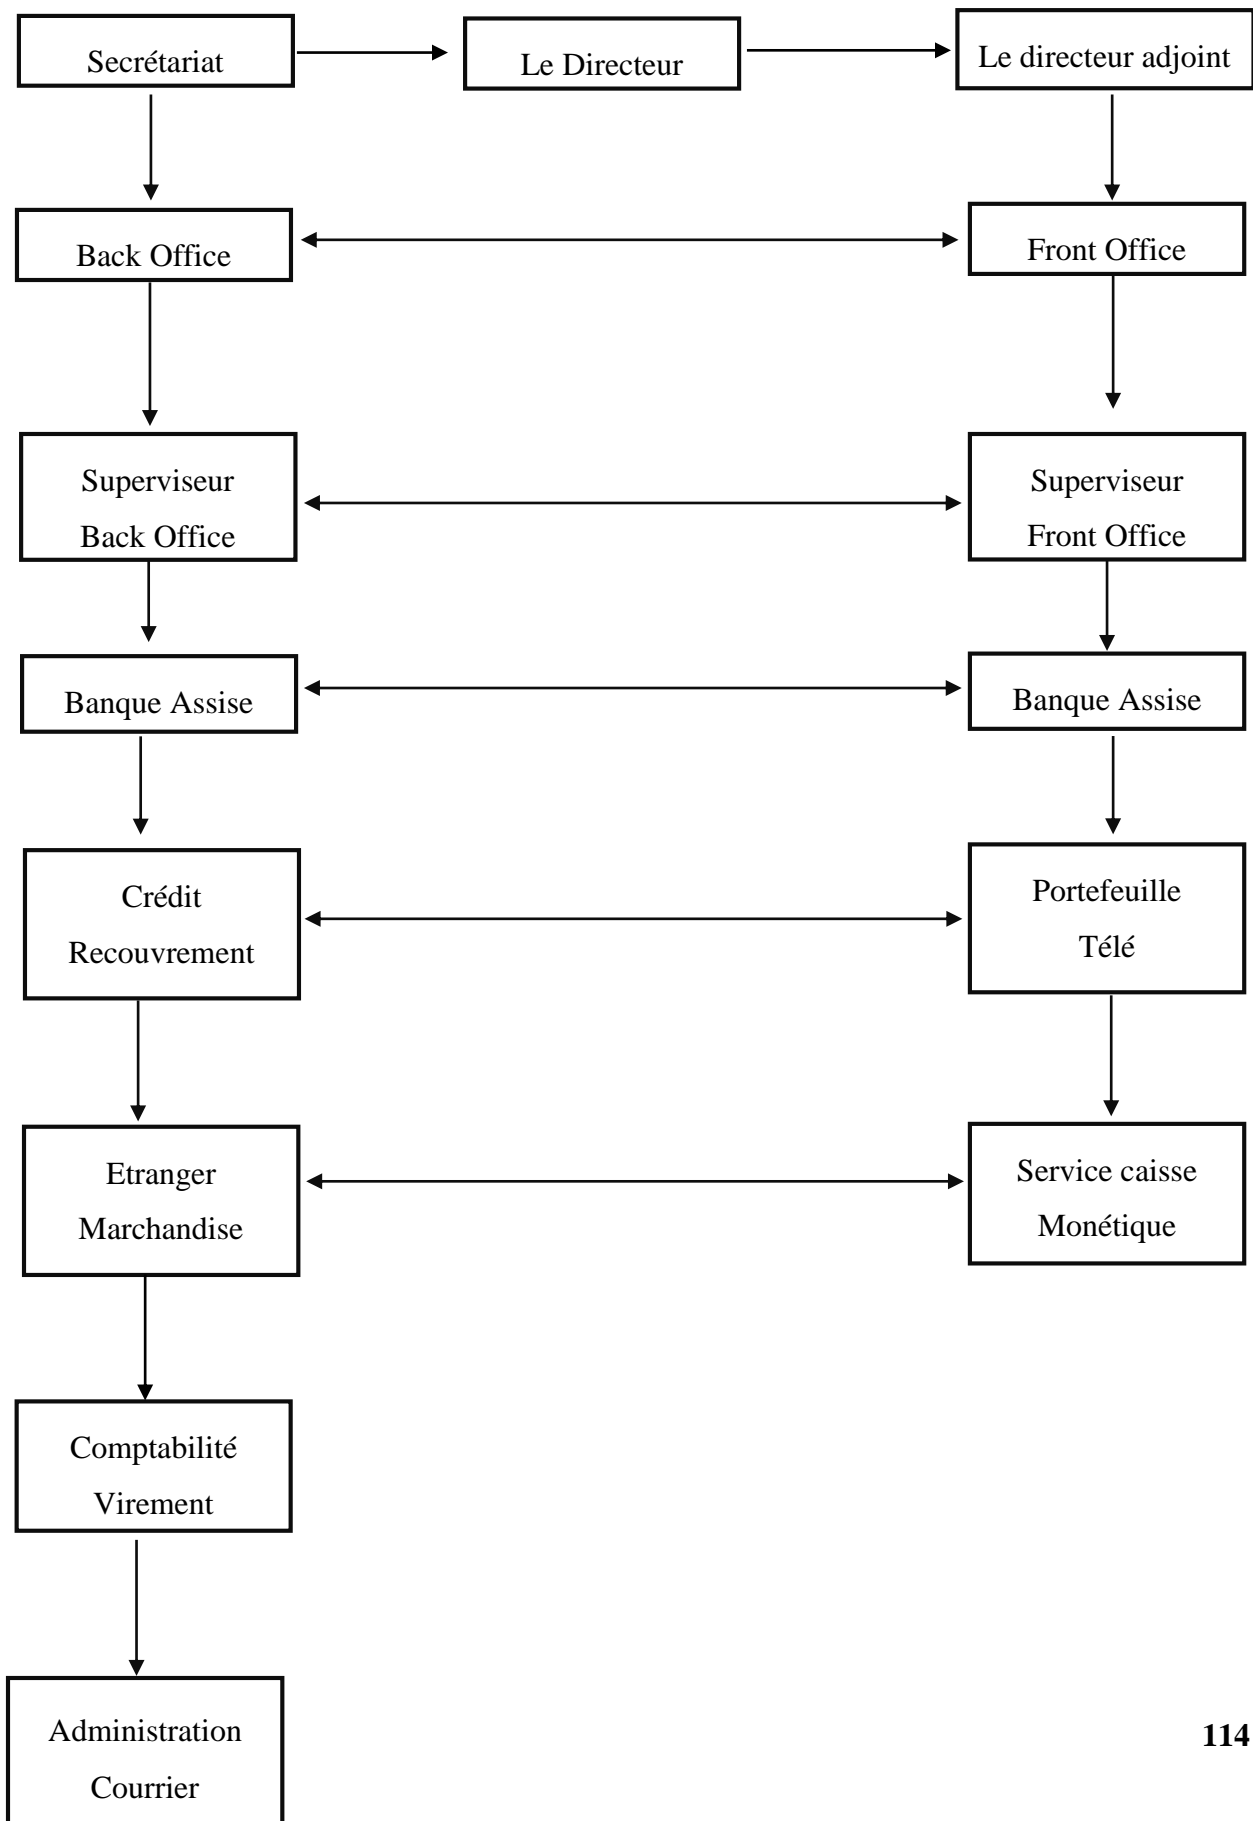 Secrétariat
Le Directeur
Le directeur adjoint
Back Office
Front Office
Superviseur
Back Office
Superviseur
Front Office
Banque Assise
Banque Assise
Crédit
Recouvrement
Portefeuille
Télé
Etranger
Marchandise
Service caisse
Monétique
Comptabilité
Virement
Administration
Courrier
114